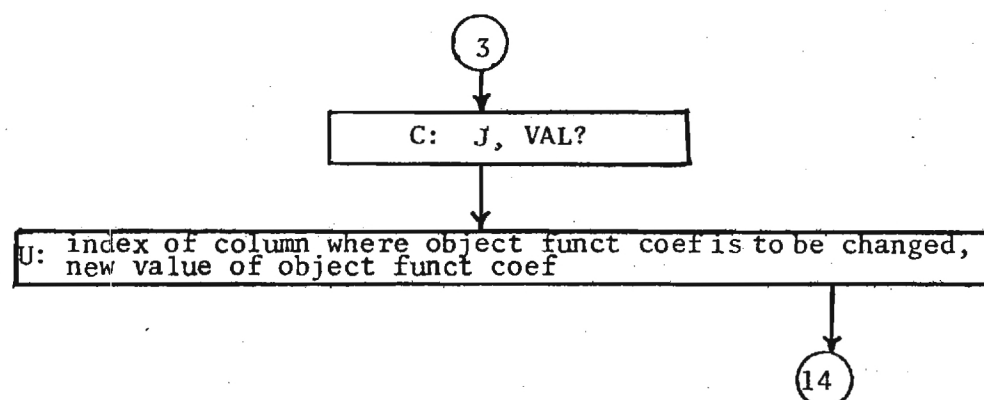 3
C: J, VAL?
U: index of column where object funct coef is to be changed,
new value of object funct coef
14